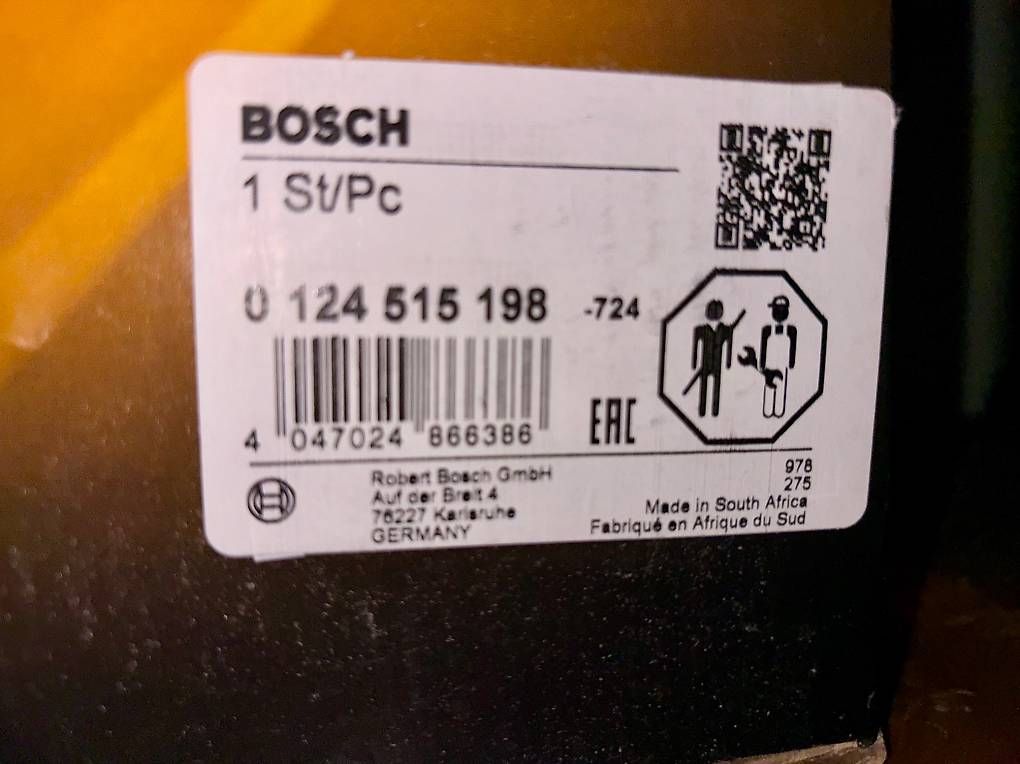 BOSCH
1 St/Pc
0 124 515 198 -724
4 047024 866386
EAC
Robert Bosch GmbH
Auf der Breit 4
76227 Karlsruhe
GERMANY
978
275
Made in South Africa
Fabriqué en Afrique du Sud